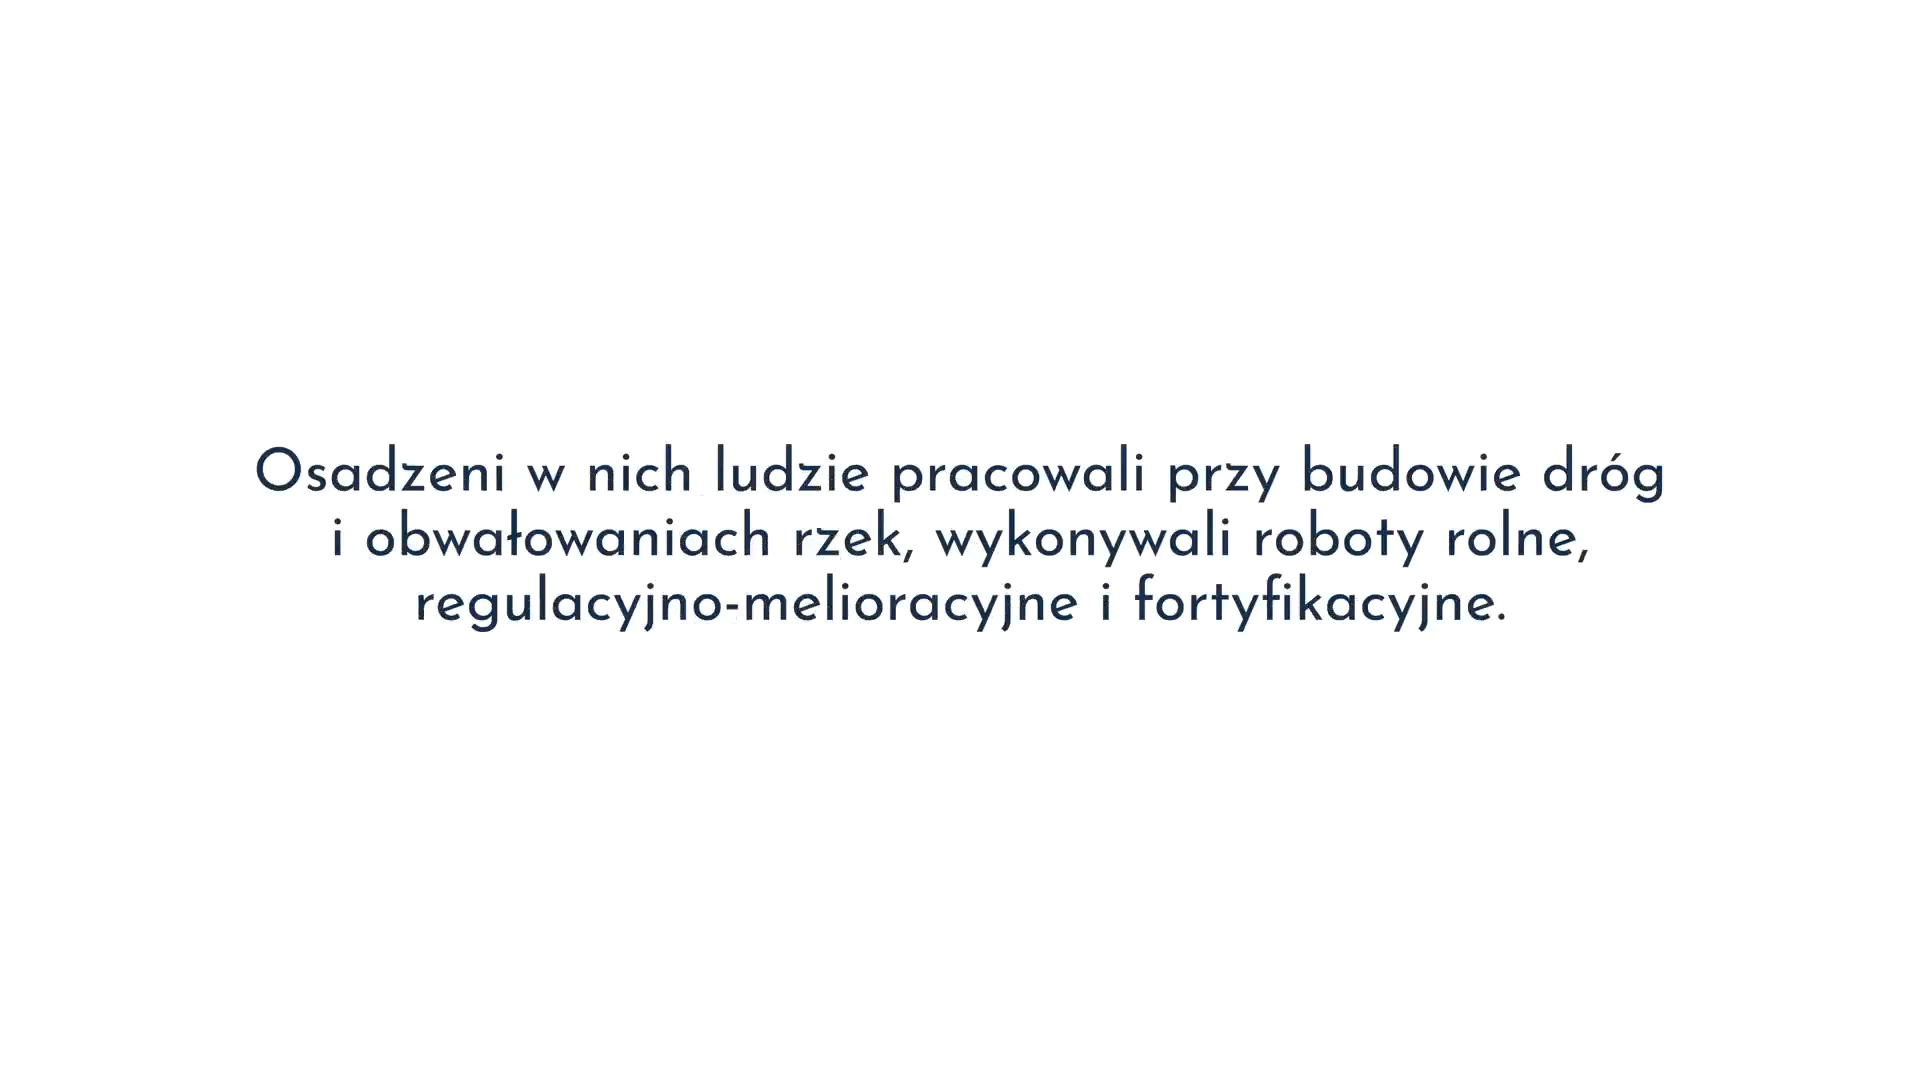 Osadzeni w nich ludzie pracowali przy budowie dróg
i obwałowaniach rzek, wykonywali roboty rolne,
regulacyjno-melioracyjne i fortyfikacyjne.